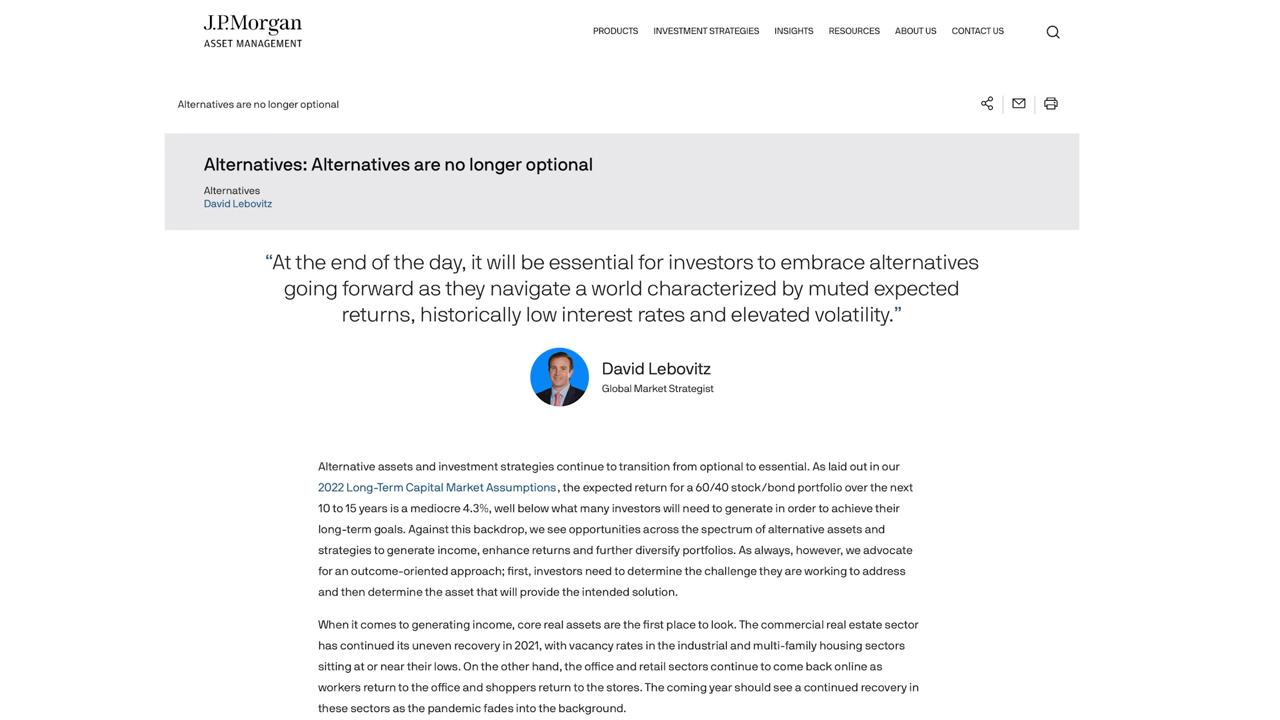 J.P.Morgan
ASSET MANAGEMENT
PRODUCTS INVESTMENT STRATEGIES INSIGHTS RESOURCES ABOUT US CONTACT US
Alternatives are no longer optional
Alternatives: Alternatives are no longer optional
Alternatives
David Lebovitz
“At the end of the day, it will be essential for investors to embrace alternatives
going forward as they navigate a world characterized by muted expected
returns, historically low interest rates and elevated volatility.”
David Lebovitz
Global Market Strategist
Alternative assets and investment strategies continue to transition from optional to essential. As laid out in our
2022 Long-Term Capital Market Assumptions, the expected return for a 60/40 stock/bond portfolio over the next
10 to 15 years is a mediocre 4.3%, well below what many investors will need to generate in order to achieve their
long-term goals. Against this backdrop, we see opportunities across the spectrum of alternative assets and
strategies to generate income, enhance returns and further diversify portfolios. As always, however, we advocate
for an outcome-oriented approach; first, investors need to determine the challenge they are working to address
and then determine the asset that will provide the intended solution.
When it comes to generating income, core real assets are the first place to look. The commercial real estate sector
has continued its uneven recovery in 2021, with vacancy rates in the industrial and multi-family housing sectors
sitting at or near their lows. On the other hand, the office and retail sectors continue to come back online as
workers return to the office and shoppers return to the stores. The coming year should see a continued recovery in
these sectors as the pandemic fades into the background.